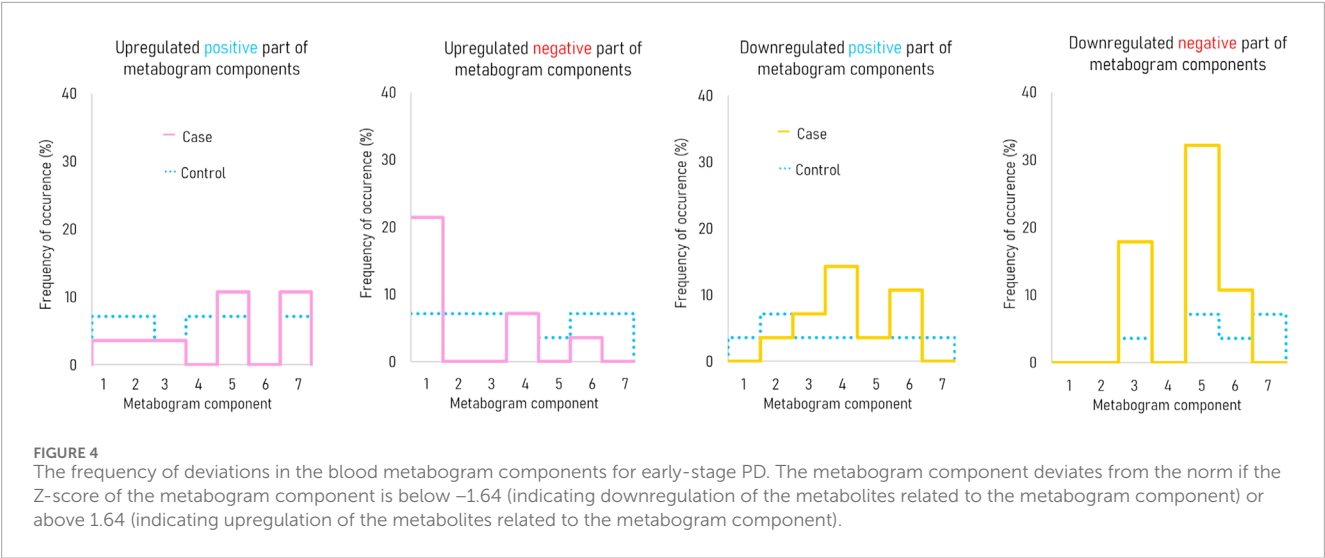 Upregulated positive part of
metabogram components
40
30
20
10
0
Frequency of occurence (%)
Case
Control
1 2 3 4 5 6 7
Metabogram component
Upregulated negative part of
metabogram components
40
30
20
10
0
Frequency of occurence (%)
1 2 3 4 5 6 7
Metabogram component
Downregulated positive part of
metabogram components
40
30
20
10
0
Frequency of occurence (%)
Case
Control
1 2 3 4 5 6 7
Metabogram component
Downregulated negative part of
metabogram components
40
30
20
10
0
Frequency of occurence (%)
1 2 3 4 5 6 7
Metabogram component
FIGURE 4
The frequency of deviations in the blood metabogram components for early-stage PD. The metabogram component deviates from the norm if the
Z-score of the metabogram component is below –1.64 (indicating downregulation of the metabolites related to the metabogram component) or
above 1.64 (indicating upregulation of the metabolites related to the metabogram component).